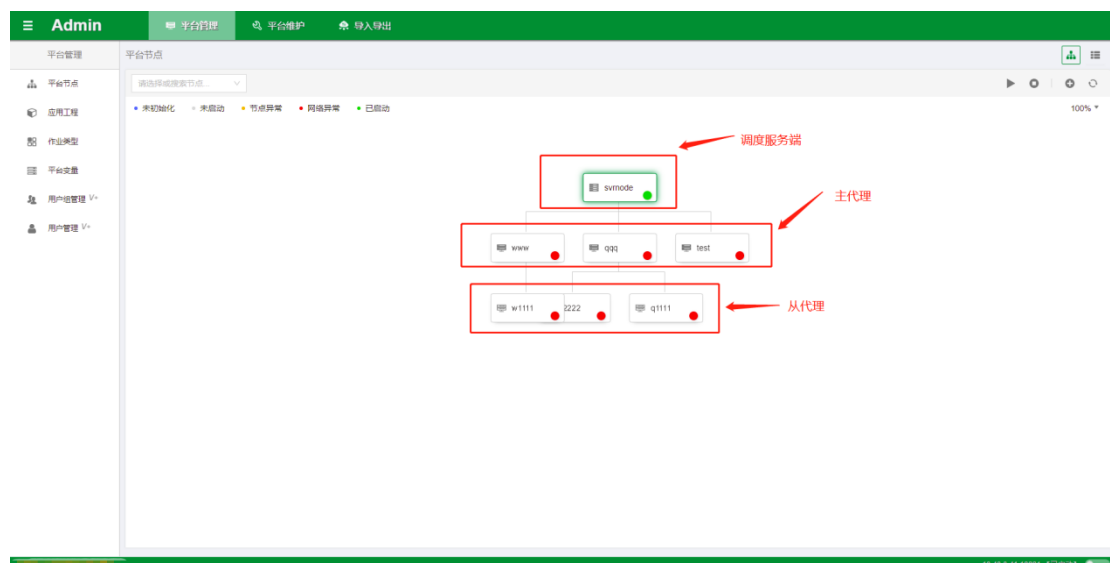 Admin
平台管理
平台维护
导入导出
平台管理
平台节点
平台节点
应用工程
作业类型
平台变量
用户组管理
用户管理
请选择或搜索节点...
未初始化 未启动 节点异常 网络异常 已启动
100%
调度服务端
svrnode
主代理
www
qqq
test
w1111
2222
q1111
从代理